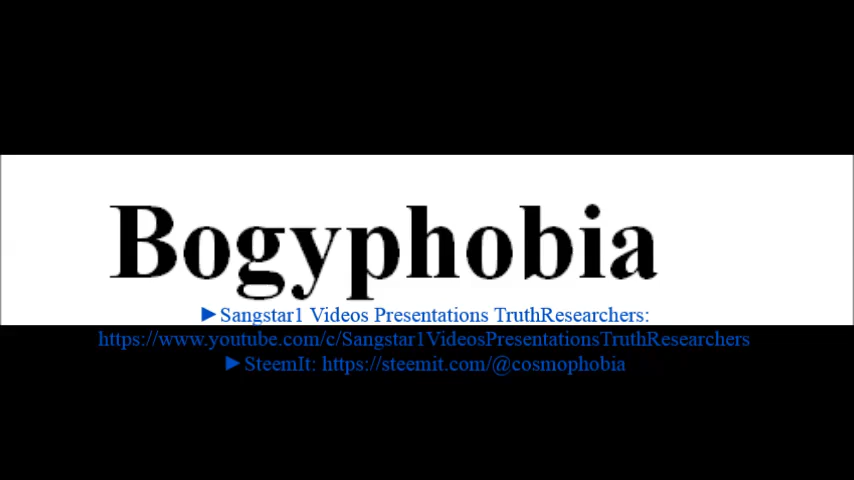 Bogyphobia
►Sangstar1 Videos Presentations TruthResearchers:
https://www.youtube.com/c/Sangstar1VideosPresentationsTruthResearchers
►SteemIt: https://steemit.com/@cosmophobia